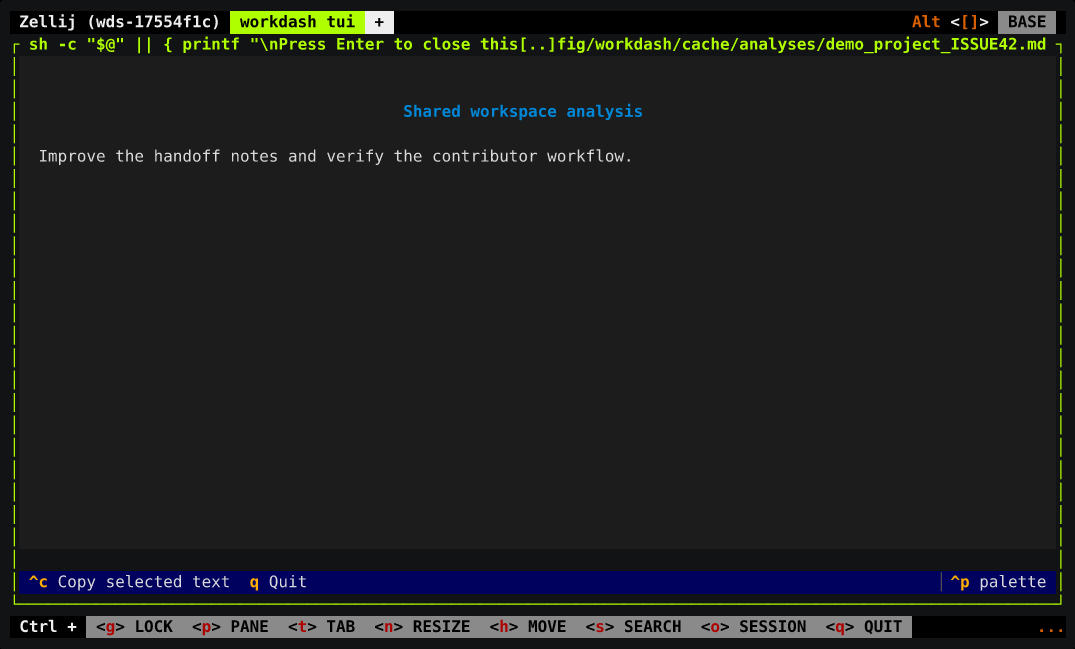 Zellij (wds-17554f1c) workdash tui + Alt <[]> BASE
sh -c "$@" || { printf "\nPress Enter to close this[..]fig/workdash/cache/analyses/demo_project_ISSUE42.md
Shared workspace analysis
Improve the handoff notes and verify the contributor workflow.
^c Copy selected text q Quit ^p palette
Ctrl + <g> LOCK <p> PANE <t> TAB <n> RESIZE <h> MOVE <s> SEARCH <o> SESSION <q> QUIT ...